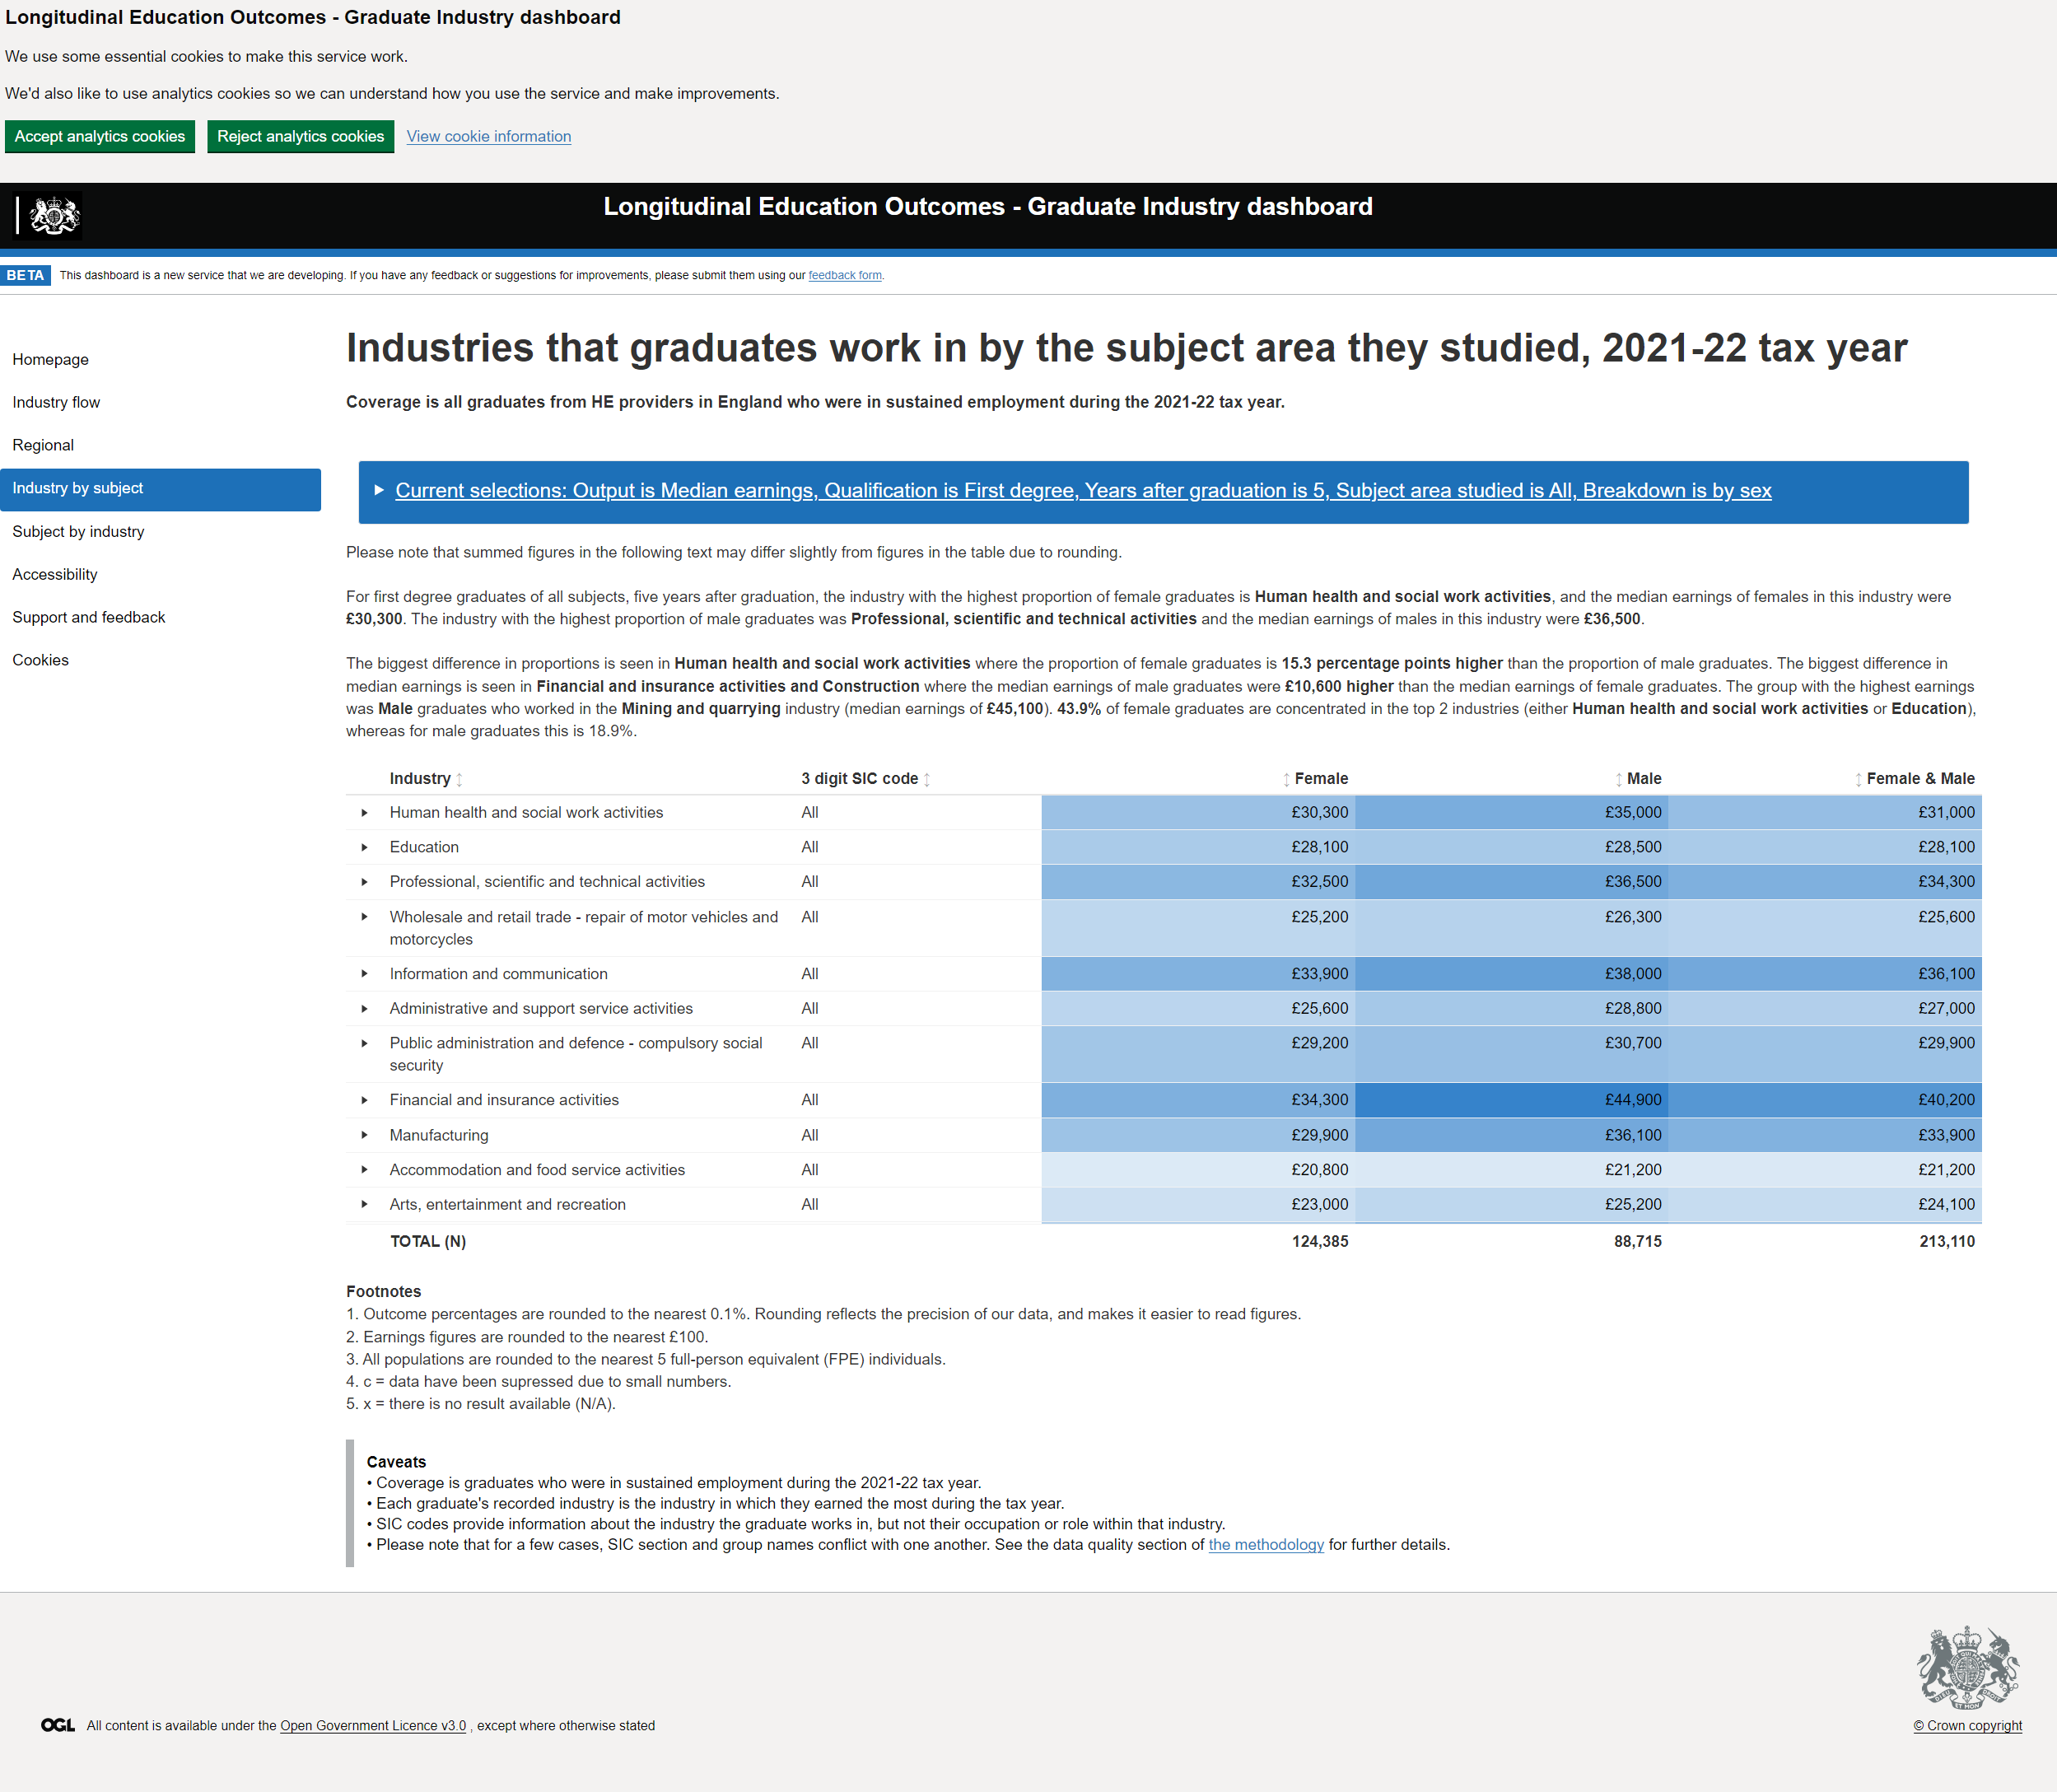 Longitudinal Education Outcomes - Graduate Industry dashboard
We use some essential cookies to make this service work.
We'd also like to use analytics cookies so we can understand how you use the service and make improvements.
Accept analytics cookies Reject analytics cookies View cookie information
Longitudinal Education Outcomes - Graduate Industry dashboard
BETA This dashboard is a new service that we are developing. If you have any feedback or suggestions for improvements, please submit them using our feedback form.
Homepage
Industry flow
Regional
Industry by subject
Subject by industry
Accessibility
Support and feedback
Cookies
Industries that graduates work in by the subject area they studied, 2021-22 tax year
Coverage is all graduates from HE providers in England who were in sustained employment during the 2021-22 tax year.
Current selections: Output is Median earnings, Qualification is First degree, Years after graduation is 5, Subject area studied is All, Breakdown is by sex
Please note that summed figures in the following text may differ slightly from figures in the table due to rounding.
For first degree graduates of all subjects, five years after graduation, the industry with the highest proportion of female graduates is Human health and social work activities, and the median earnings of females in this industry were
£30,300. The industry with the highest proportion of male graduates was Professional, scientific and technical activities and the median earnings of males in this industry were £36,500.
The biggest difference in proportions is seen in Human health and social work activities where the proportion of female graduates is 15.3 percentage points higher than the proportion of male graduates. The biggest difference in
median earnings is seen in Financial and insurance activities and Construction where the median earnings of male graduates were £10,600 higher than the median earnings of female graduates. The group with the highest earnings
was Male graduates who worked in the Mining and quarrying industry (median earnings of £45,100). 43.9% of female graduates are concentrated in the top 2 industries (either Human health and social work activities or Education),
whereas for male graduates this is 18.9%.
Industry 3 digit SIC code Female Male Female & Male
Human health and social work activities All £30,300 £35,000 £31,000
Education All £28,100 £28,500 £28,100
Professional, scientific and technical activities All £32,500 £36,500 £34,300
Wholesale and retail trade - repair of motor vehicles and All £25,200 £26,300 £25,600
motorcycles
Information and communication All £33,900 £38,000 £36,100
Administrative and support service activities All £25,600 £28,800 £27,000
Public administration and defence - compulsory social All £29,200 £30,700 £29,900
security
Financial and insurance activities All £34,300 £44,900 £40,200
Manufacturing All £29,900 £36,100 £33,900
Accommodation and food service activities All £20,800 £21,200 £21,200
Arts, entertainment and recreation All £23,000 £25,200 £24,100
TOTAL (N) 124,385 88,715 213,110
Footnotes
1. Outcome percentages are rounded to the nearest 0.1%. Rounding reflects the precision of our data, and makes it easier to read figures.
2. Earnings figures are rounded to the nearest £100.
3. All populations are rounded to the nearest 5 full-person equivalent (FPE) individuals.
4. c = data have been supressed due to small numbers.
5. x = there is no result available (N/A).
Caveats
• Coverage is graduates who were in sustained employment during the 2021-22 tax year.
• Each graduate's recorded industry is the industry in which they earned the most during the tax year.
• SIC codes provide information about the industry the graduate works in, but not their occupation or role within that industry.
• Please note that for a few cases, SIC section and group names conflict with one another. See the data quality section of the methodology for further details.
OGL All content is available under the Open Government Licence v3.0 , except where otherwise stated
© Crown copyright